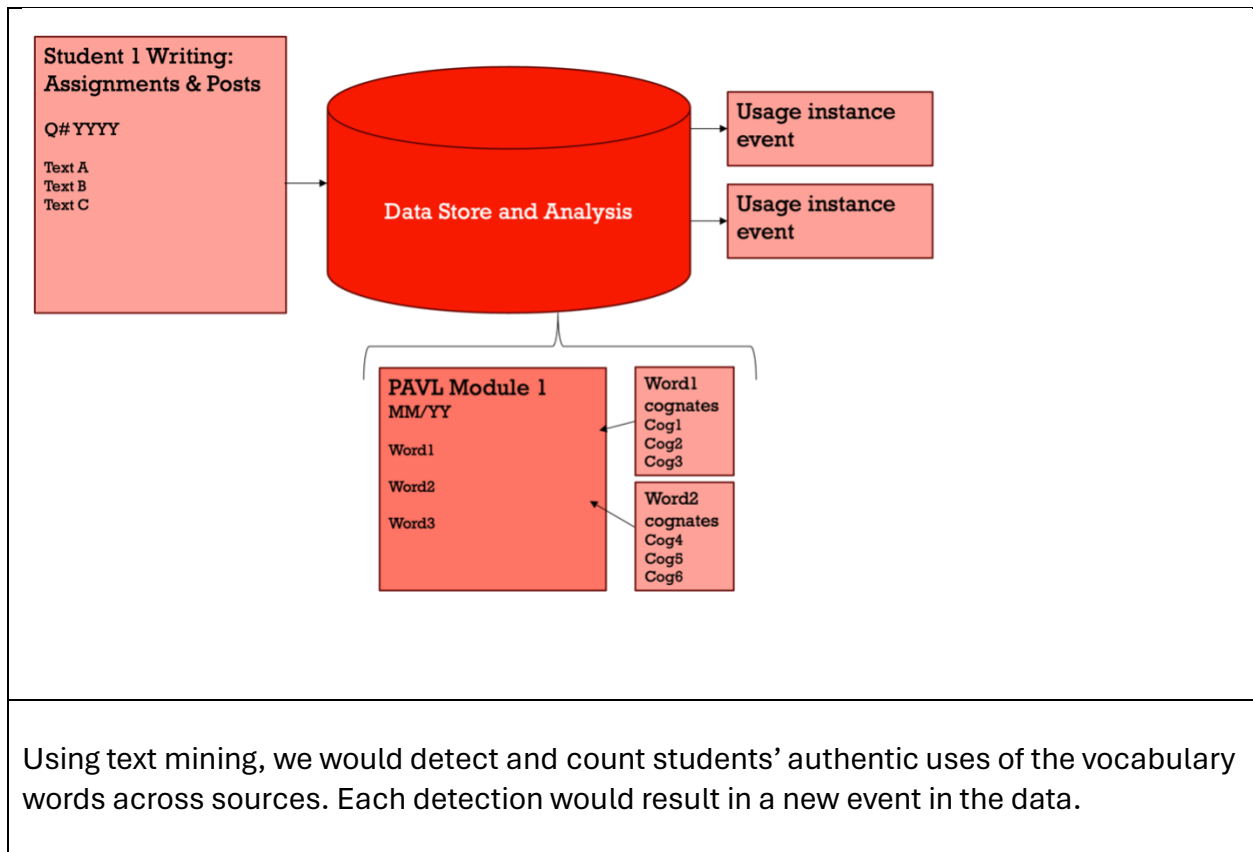 Student 1 Writing:
Assignments & Posts
Q# YYYY
Text A
Text B
Text C
Data Store and Analysis
Usage instance
event
Usage instance
event
PAVL Module 1
MM/YY
Word1
Word2
Word3
Word1
cognates
Cog1
Cog2
Cog3
Word2
cognates
Cog4
Cog5
Cog6
Using text mining, we would detect and count students’ authentic uses of the vocabulary
words across sources. Each detection would result in a new event in the data.